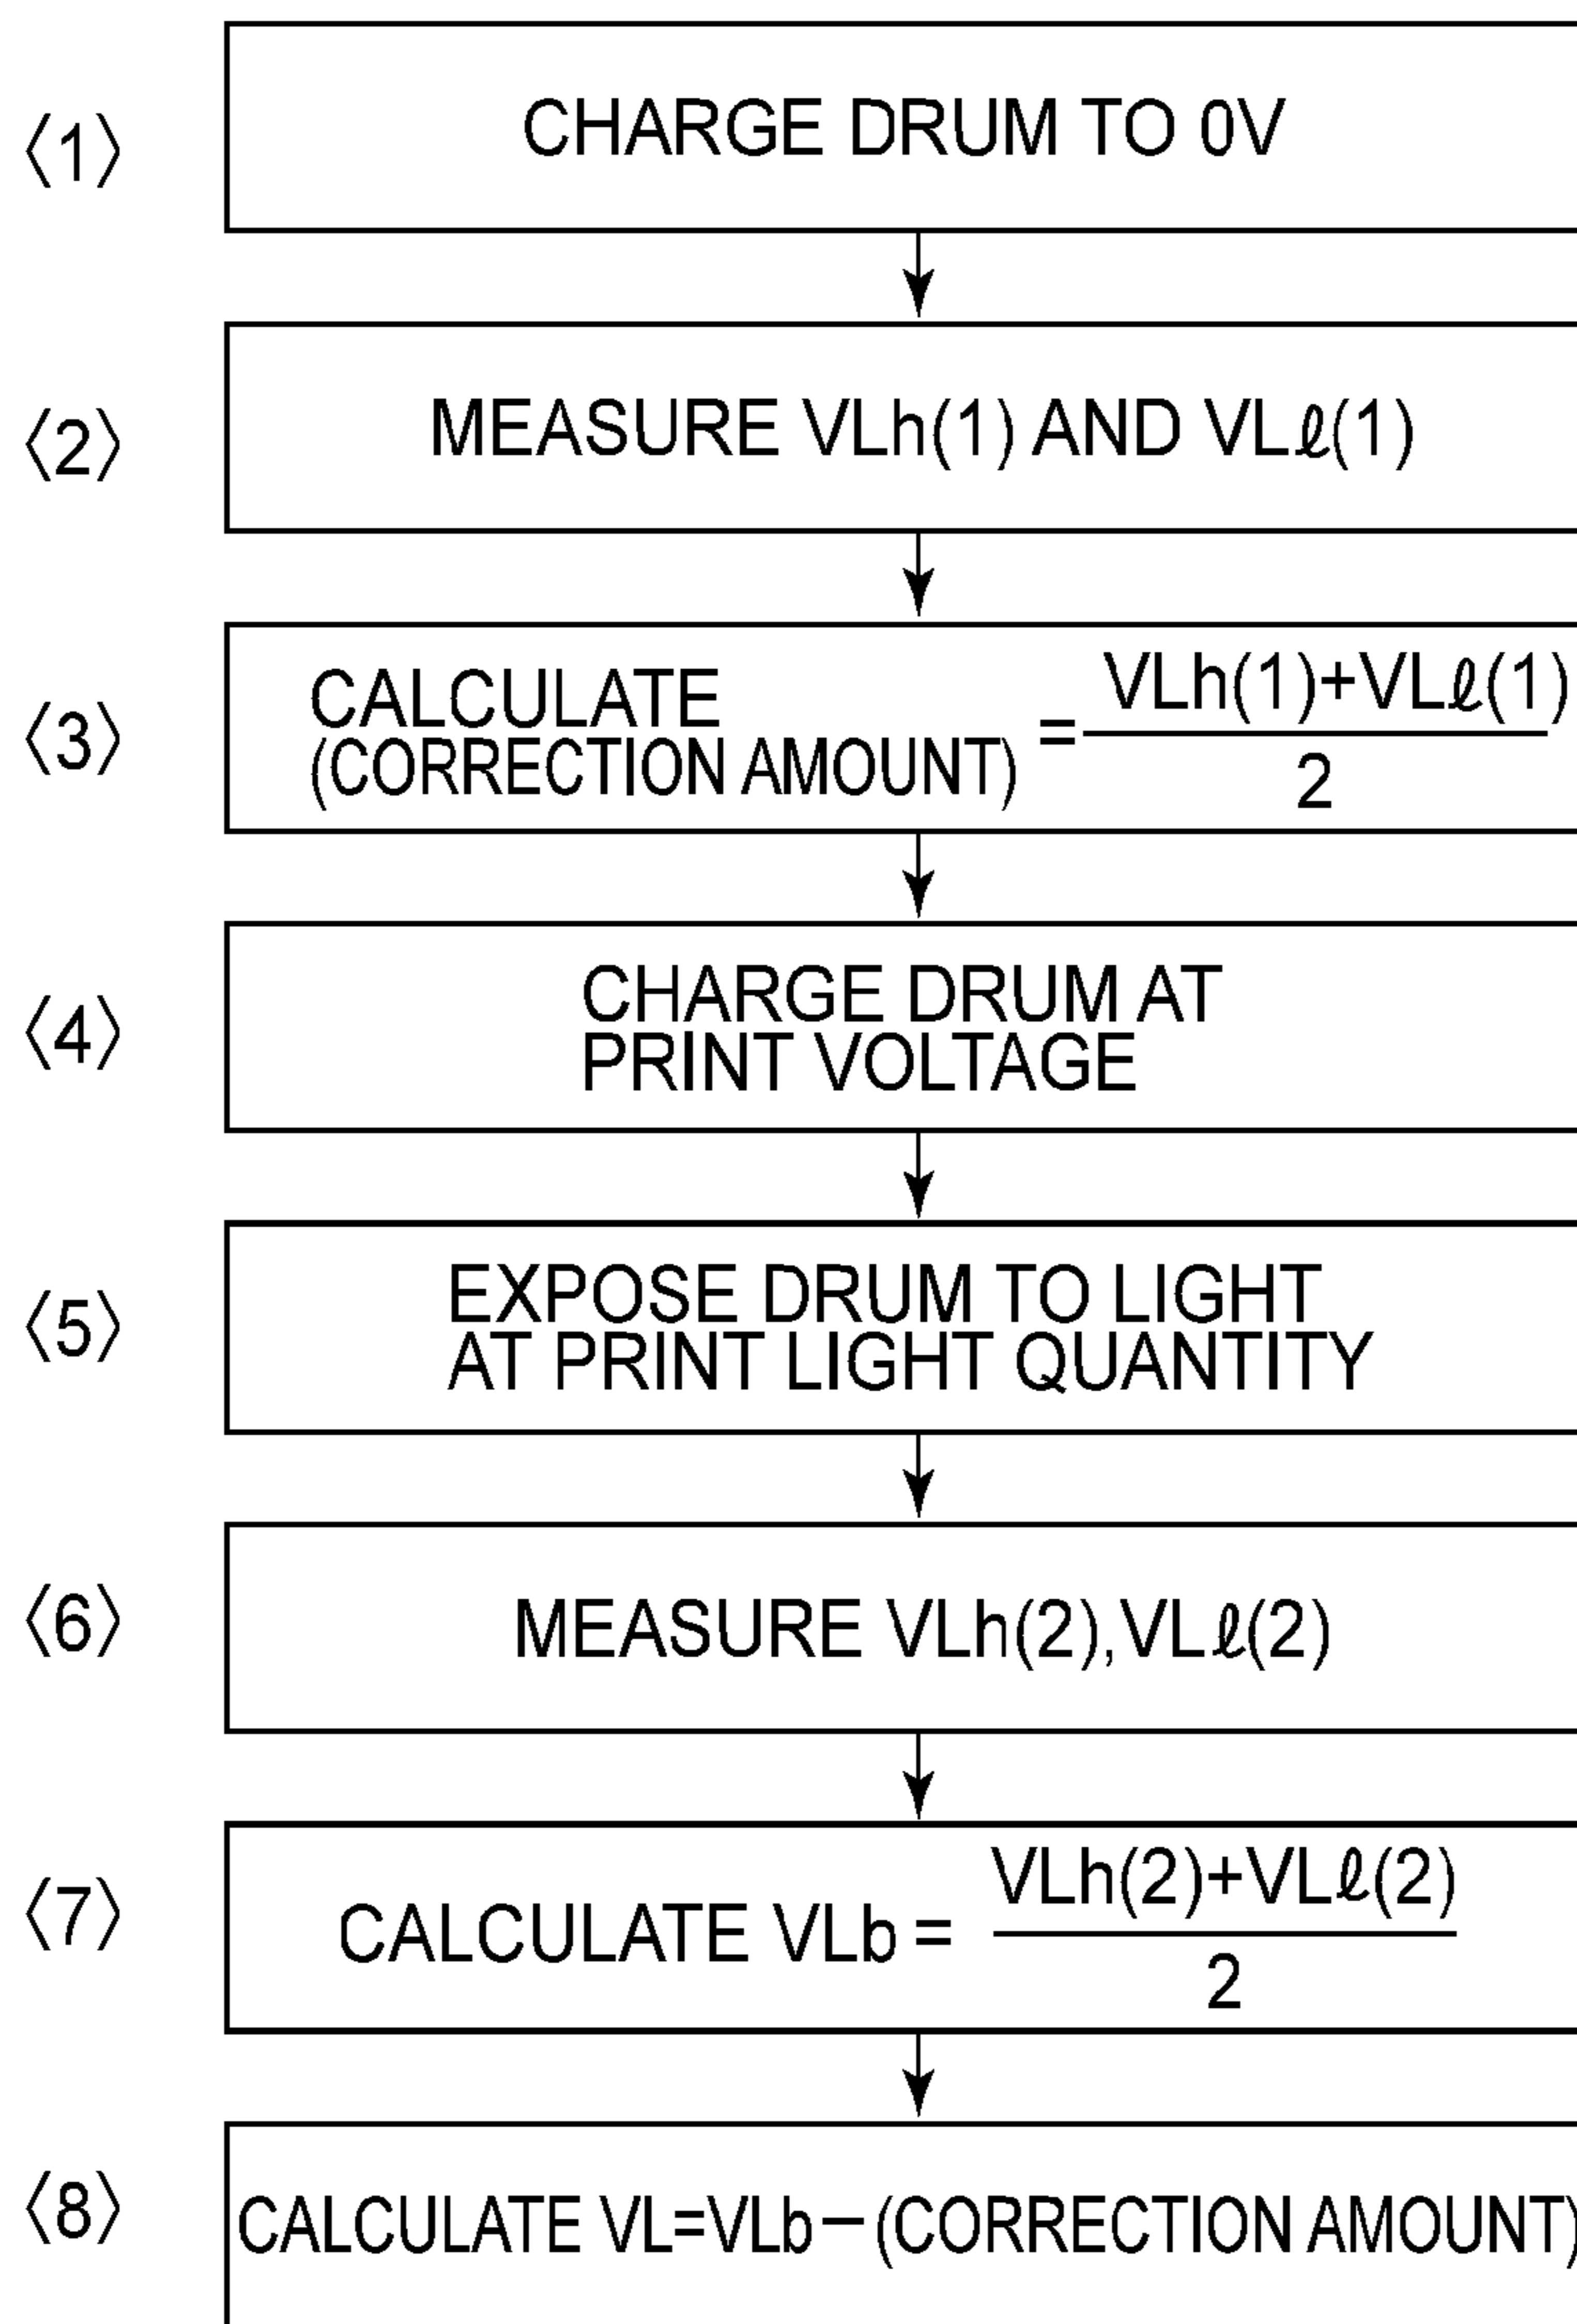 〈1〉
CHARGE DRUM TO 0V
〈2〉
MEASURE VLh(1) AND VLℓ(1)
〈3〉
CALCULATE
(CORRECTION AMOUNT)
=
VLh(1)+VLℓ(1)
2
〈4〉
CHARGE DRUM AT
PRINT VOLTAGE
〈5〉
EXPOSE DRUM TO LIGHT
AT PRINT LIGHT QUANTITY
〈6〉
MEASURE VLh(2),VLℓ(2)
〈7〉
CALCULATE VLb =
VLh(2)+VLℓ(2)
2
〈8〉
CALCULATE VL=VLb−(CORRECTION AMOUNT)